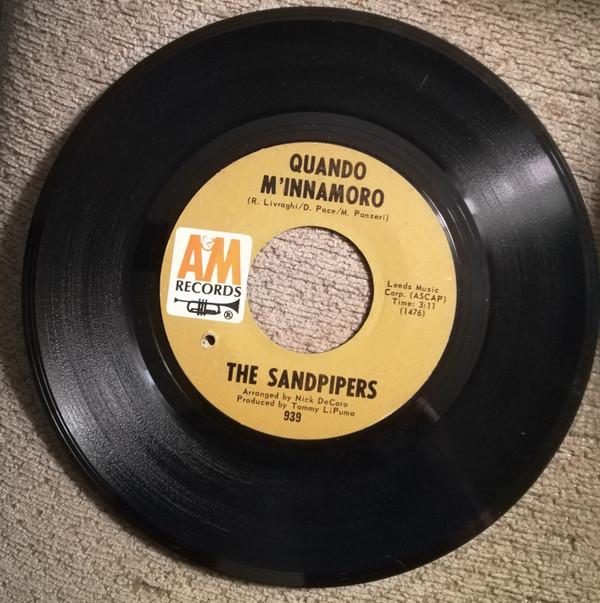 QUANDO
M'INNAMORO
(R. Livraghi/D. Pace/M. Panzeri)
A&M
RECORDS
®
Leeds Music
Corp. (ASCAP)
Time: 3:11
(1476)
THE SANDPIPERS
Arranged by Nick DeCaro
Produced by Tommy LiPuma
939